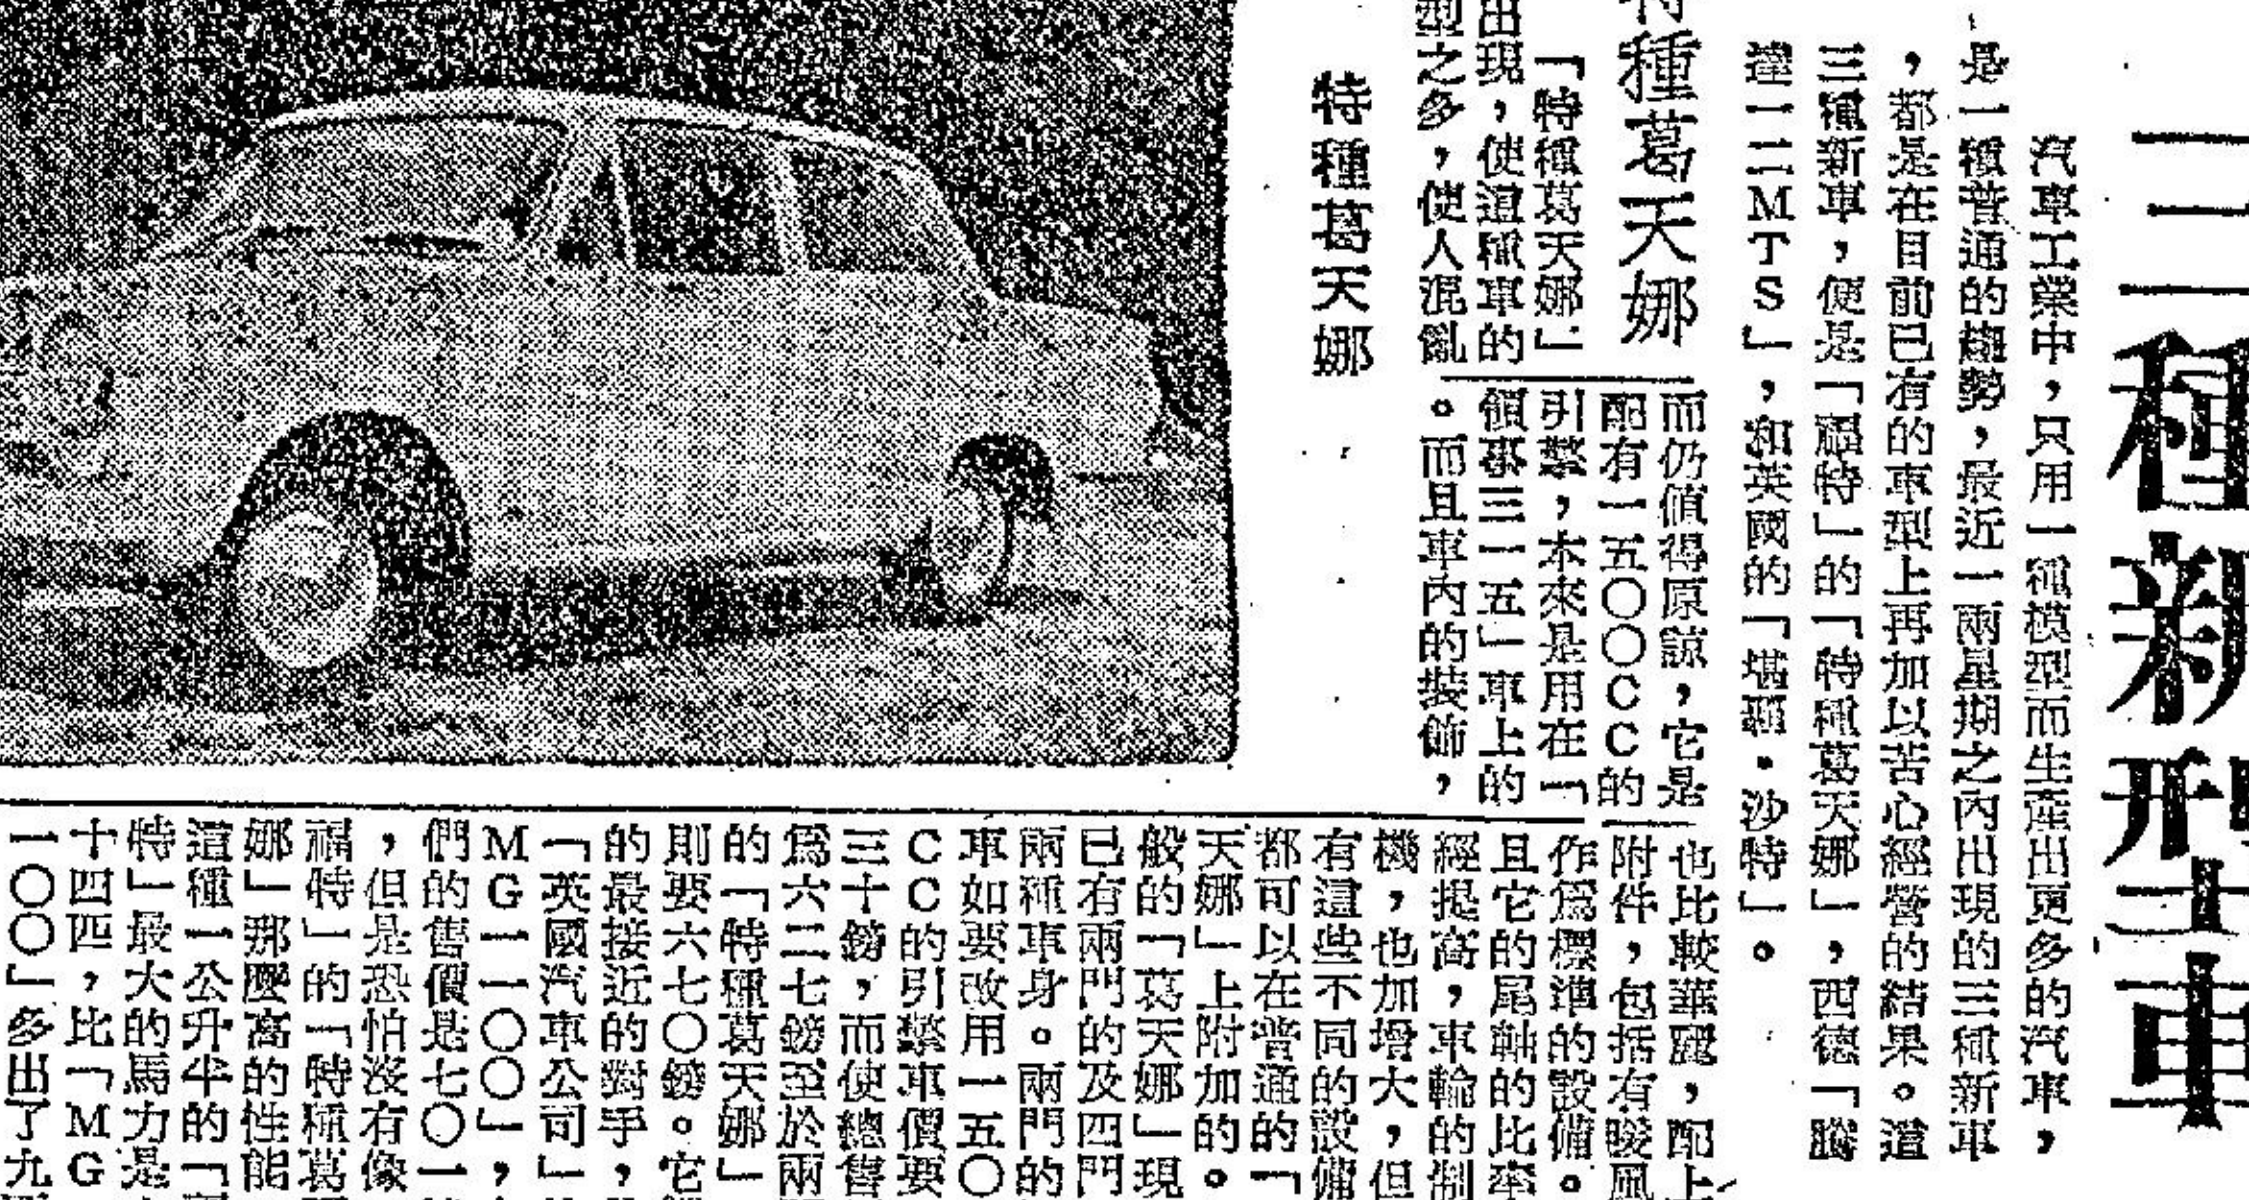 三種新型車
汽車工業中，只用一種模型而生產出更多的汽車，
是一種普通的趨勢，最近一兩星期之內出現的三種新車
，都是在目前已有的車型上再加以苦心經營的結果。這
三種新車，便是「福特」的「特種葛天娜」，西德「騰
達一二MTS」，和英國的「堪・沙特」。
特種葛天娜
「特種葛天娜」
出現，使這種車的
型之多，使人混亂
。而且車內的裝飾，
領事三一五」車上的
引擎，本來是用在「
配有一五〇〇CC的
而仍值得原諒，它是
特種葛天娜
也比較華麗，配上
附件，包括有暖風
作為標準的設備。
且它的尾軸的比率
經提高，車輪的制
機，也加增大，但
有這些不同的設備
都可以在普通的「
天娜」上附加的。
般的「葛天娜」現
已有兩門的及四門
兩種車身。兩門的
車如要改用一五〇
CC的引擎車價要
三十鎊，而使總售
為六二七鎊至於兩
的「特種葛天娜」
則要六七〇鎊。它
的最接近的對手，
「英國汽車公司」
MG一一〇〇」，
們的售價是七〇一
，但是恐怕沒有像
福特」的「特種葛
娜」那麼高的性能
這種一公升半的「
特」最大的馬力是
十四匹，比「MG
一〇〇」多出了九